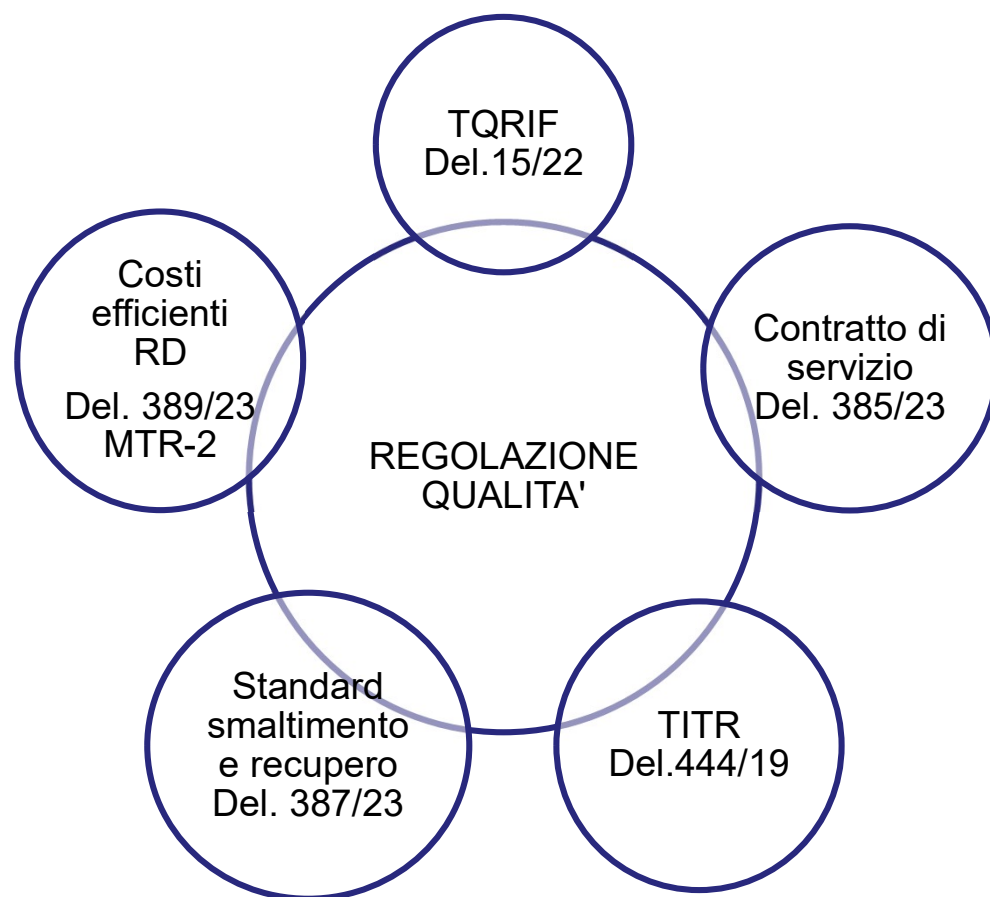 TQRIF
Del.15/22
Costi
efficienti
RD
Del. 389/23
MTR-2
Contratto di
servizio
Del. 385/23
REGOLAZIONE
QUALITA'
Standard
smaltimento
e recupero
Del. 387/23
TITR
Del.444/19